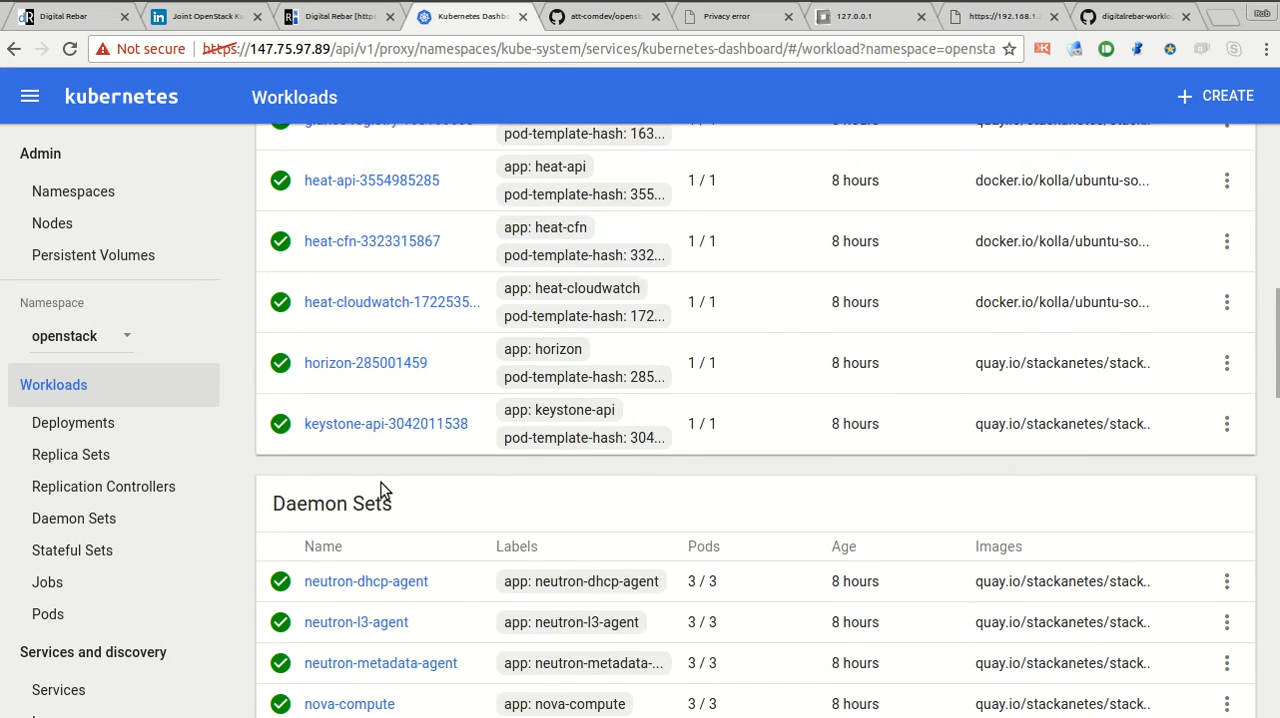 Digital Rebar
Joint OpenStack Ku
Digital Rebar [https
Kubernetes Dashbo
att-comdev/openst
Privacy error
127.0.0.1
https://192.168.1.
digitalrebar-worklo
Rob
Not secure https://147.75.97.89/api/v1/proxy/namespaces/kube-system/services/kubernetes-dashboard/#/workload?namespace=opensta
kubernetes
Workloads
+ CREATE
Admin
Namespaces
Nodes
Persistent Volumes
Namespace
openstack
Workloads
Deployments
Replica Sets
Replication Controllers
Daemon Sets
Stateful Sets
Jobs
Pods
Services and discovery
Services
pod-template-hash: 163...
heat-api-3554985285
app: heat-api
pod-template-hash: 355...
1 / 1
8 hours
docker.io/kolla/ubuntu-so...
heat-cfn-3323315867
app: heat-cfn
pod-template-hash: 332...
1 / 1
8 hours
docker.io/kolla/ubuntu-so...
heat-cloudwatch-1722535...
app: heat-cloudwatch
pod-template-hash: 172...
1 / 1
8 hours
docker.io/kolla/ubuntu-so...
horizon-285001459
app: horizon
pod-template-hash: 285...
1 / 1
8 hours
quay.io/stackanetes/stack..
keystone-api-3042011538
app: keystone-api
pod-template-hash: 304...
1 / 1
8 hours
quay.io/stackanetes/stack..
Daemon Sets
Name Labels Pods Age Images
neutron-dhcp-agent app: neutron-dhcp-agent 3 / 3 8 hours quay.io/stackanetes/stack..
neutron-l3-agent app: neutron-l3-agent 3 / 3 8 hours quay.io/stackanetes/stack..
neutron-metadata-agent app: neutron-metadata-... 3 / 3 8 hours quay.io/stackanetes/stack..
nova-compute app: nova-compute 3 / 3 8 hours quay.io/stackanetes/stack..